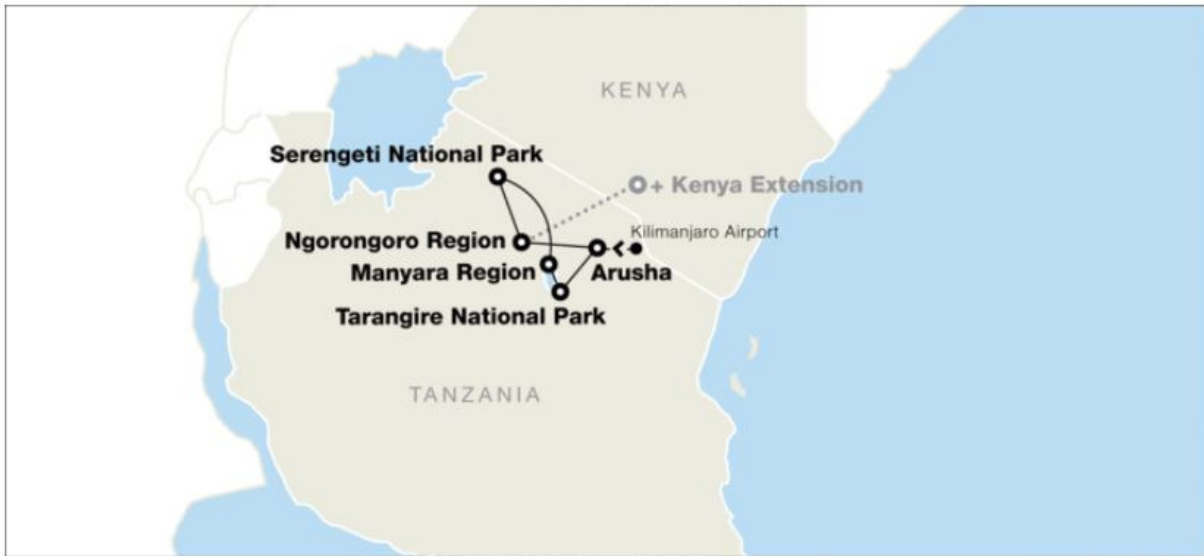 KENYA
Serengeti National Park
+ Kenya Extension
Kilimanjaro Airport
Ngorongoro Region
Manyara Region
Arusha
Tarangire National Park
TANZANIA